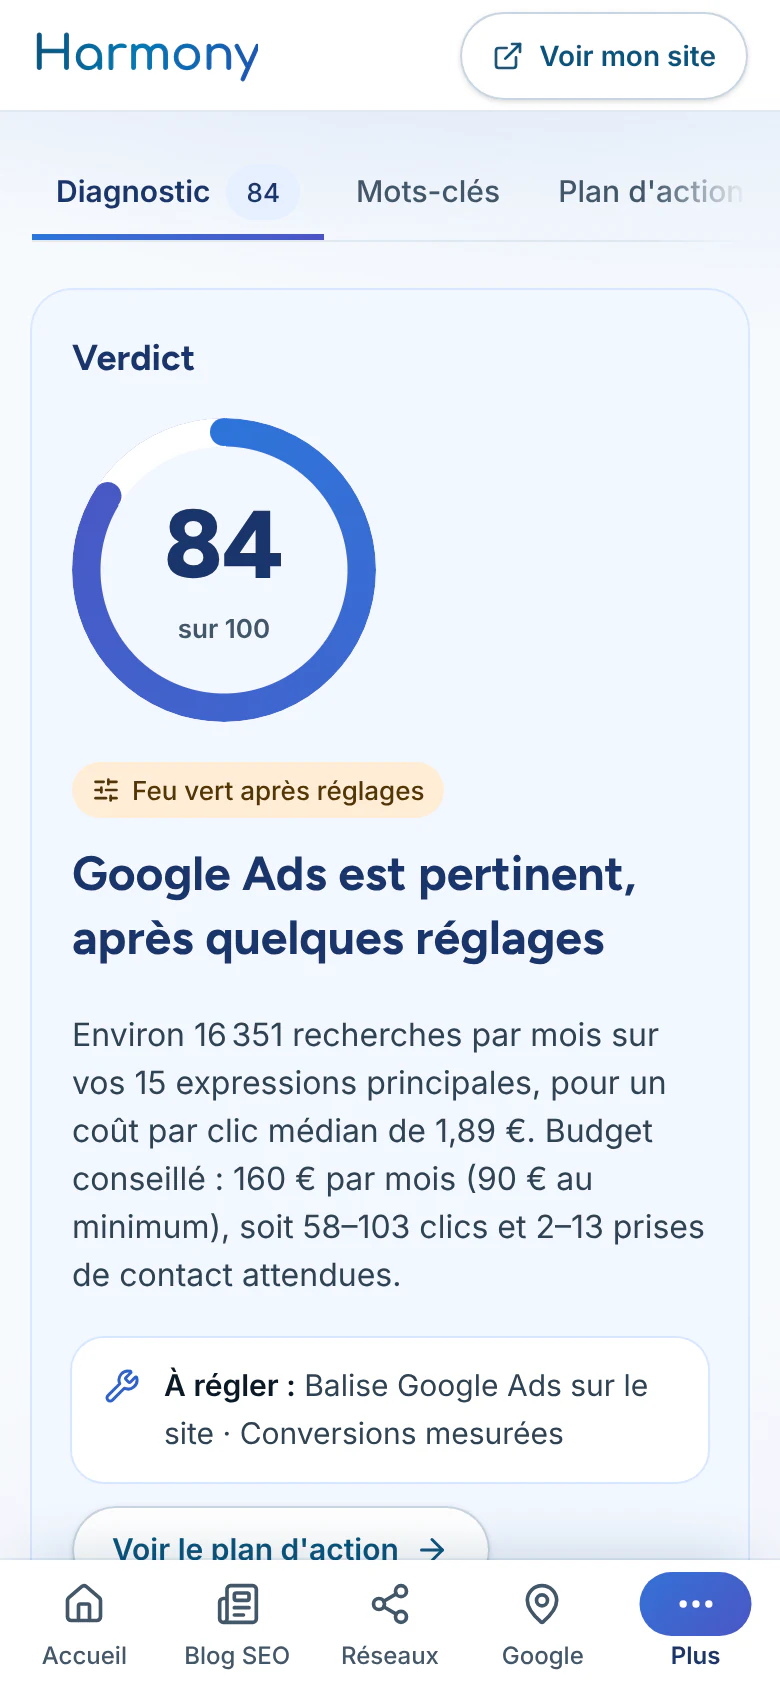 Harmony
Voir mon site
Diagnostic 84 Mots-clés Plan d'action
Verdict
84
sur 100
Feu vert après réglages
Google Ads est pertinent,
après quelques réglages
Environ 16 351 recherches par mois sur
vos 15 expressions principales, pour un
coût par clic médian de 1,89 €. Budget
conseillé : 160 € par mois (90 € au
minimum), soit 58–103 clics et 2–13 prises
de contact attendues.
À régler : Balise Google Ads sur le
site · Conversions mesurées
Voir le plan d'action
Accueil Blog SEO Réseaux Google Plus